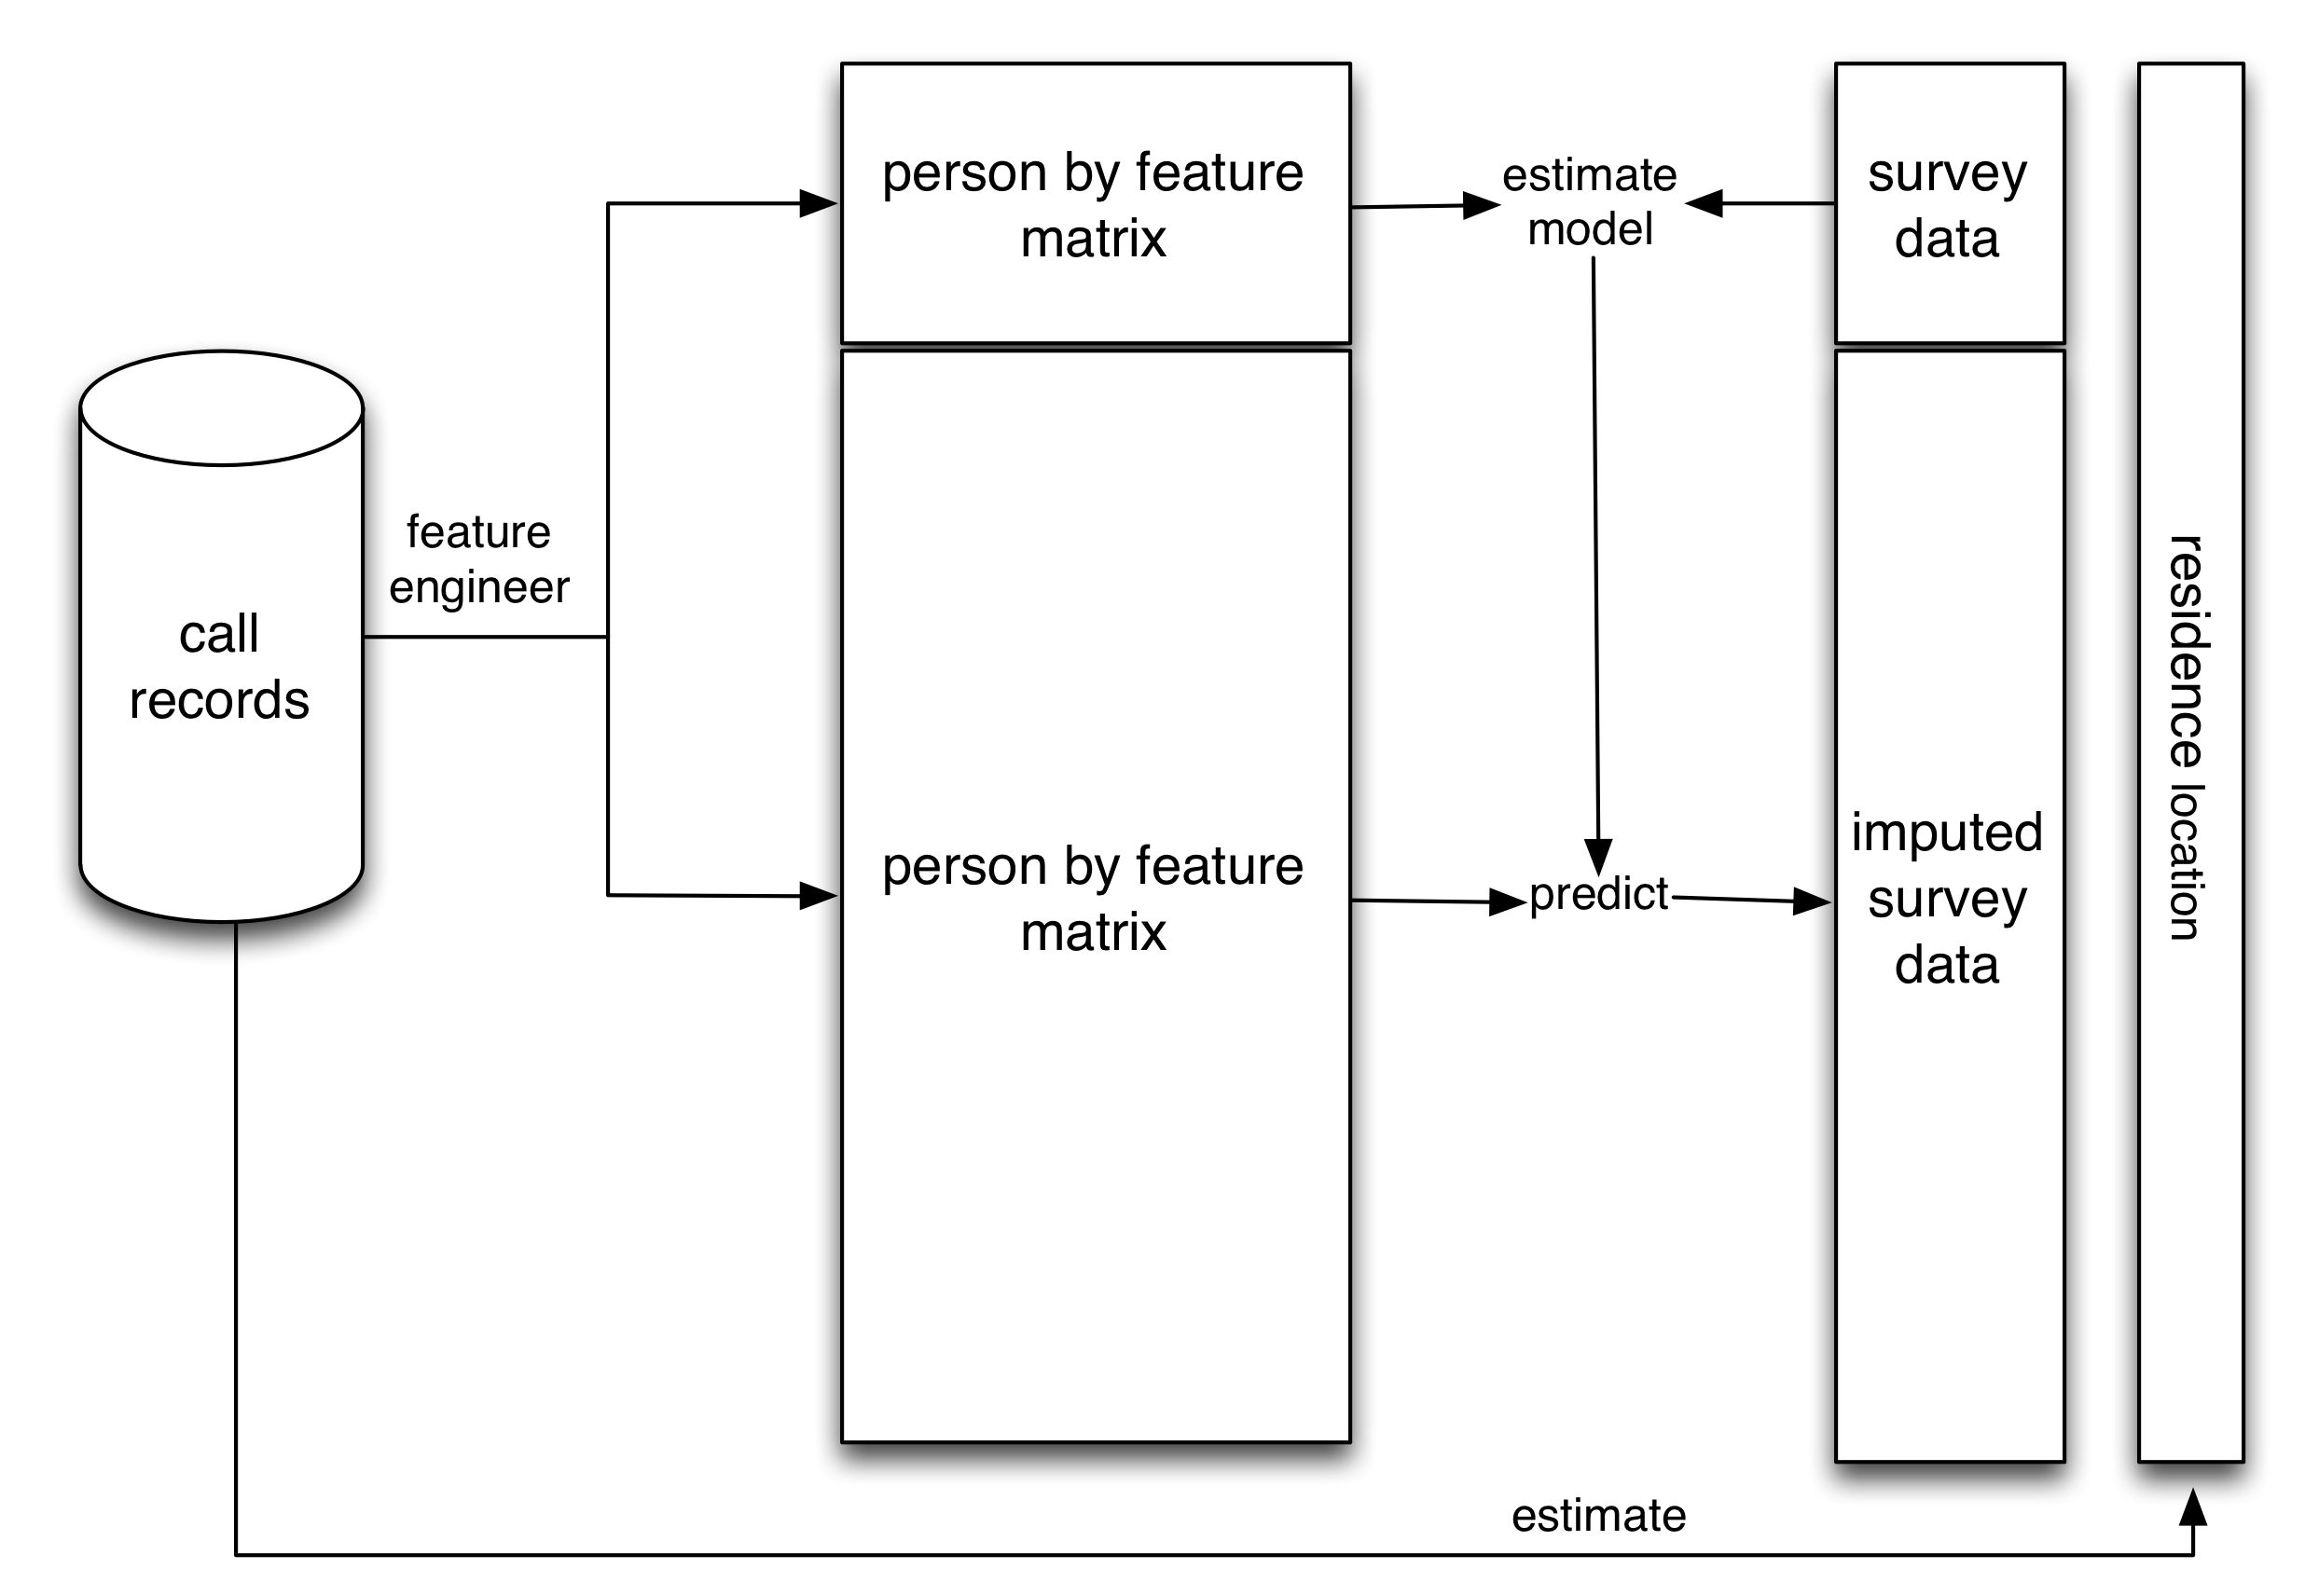 person by feature
matrix
estimate
model
survey
data
feature
engineer
call
records
person by feature
matrix
predict
imputed
survey
data
residence location
estimate